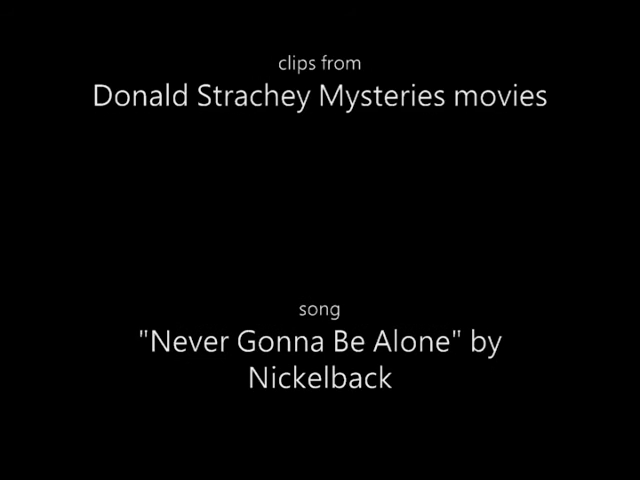 clips from
Donald Strachey Mysteries movies
song
"Never Gonna Be Alone" by
Nickelback